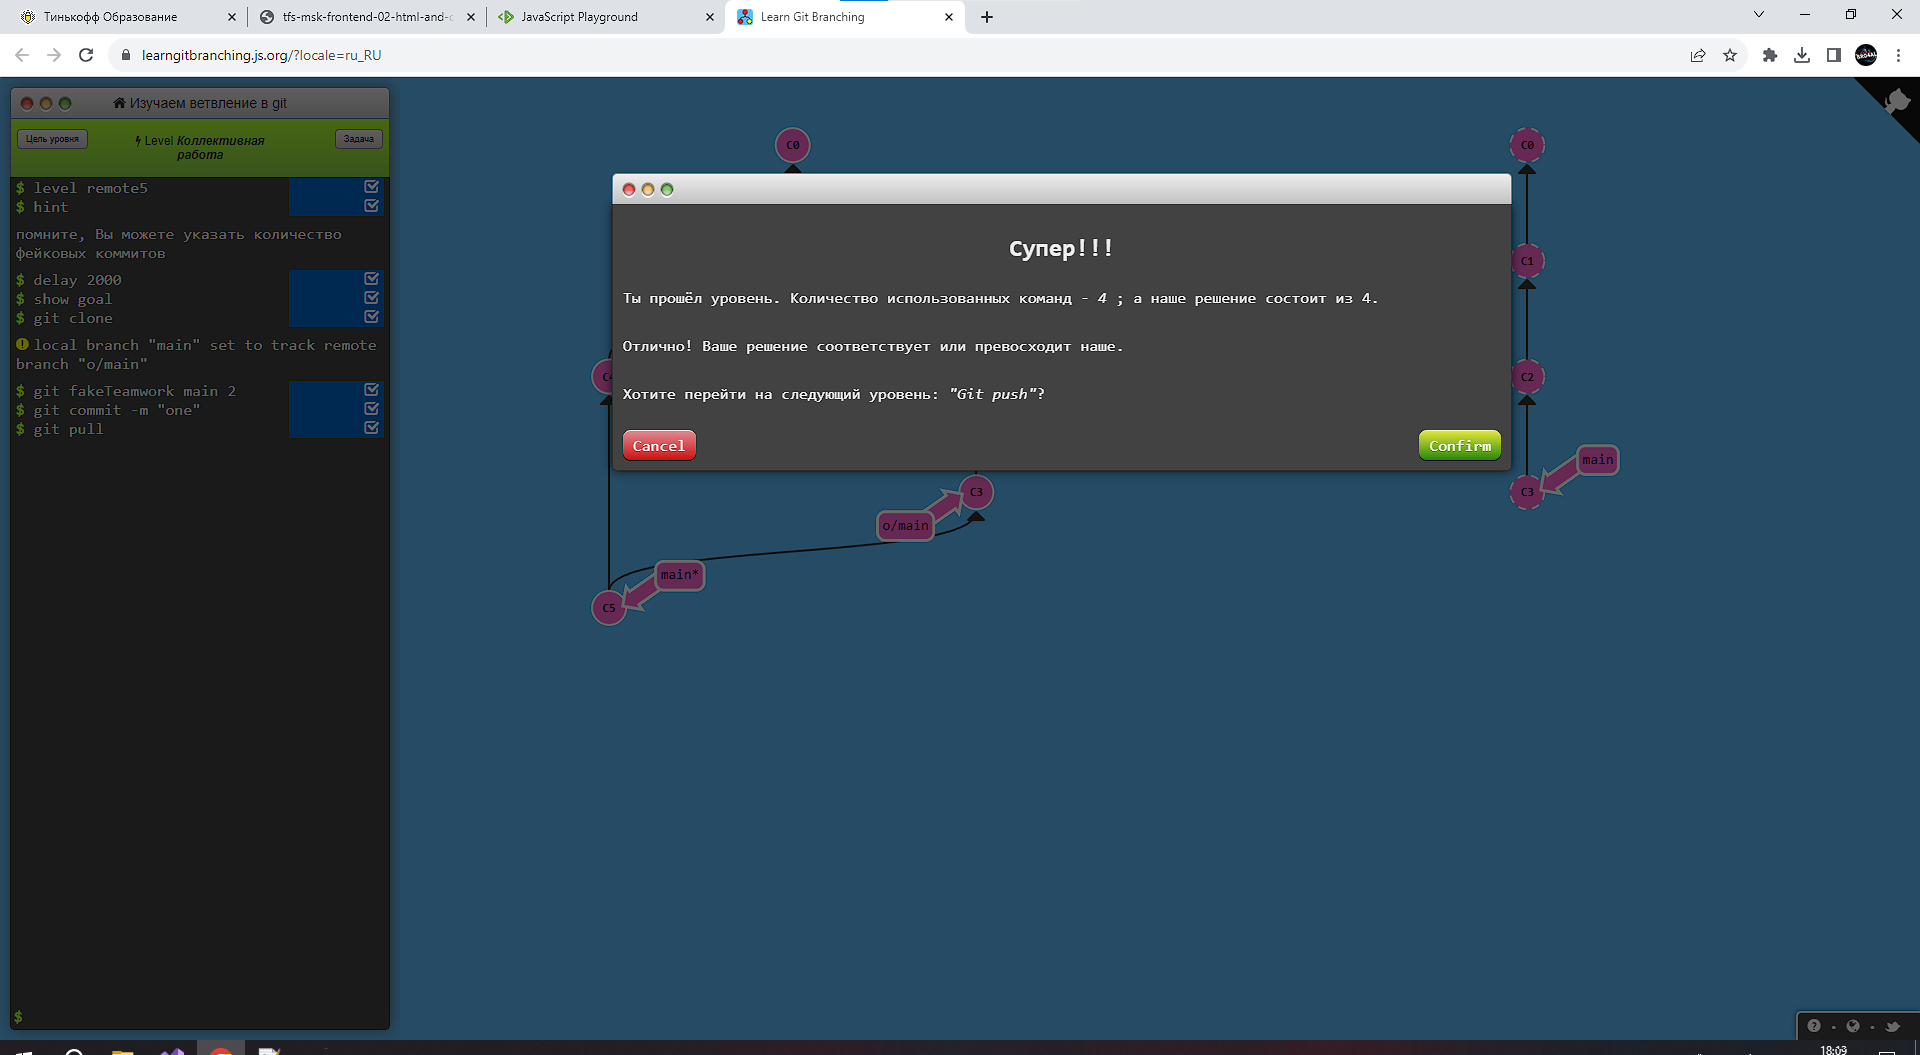 Тинькофф Образование
tfs-msk-frontend-02-html-and-c
JavaScript Playground
Learn Git Branching
learngitbranching.js.org/?locale=ru_RU
Изучаем ветвление в git
Цель уровня
Level Коллективная
работа
Задача
$ level remote5
$ hint
помните, Вы можете указать количество
фейковых коммитов
$ delay 2000
$ show goal
$ git clone
local branch "main" set to track remote
branch "o/main"
$ git fakeTeamwork main 2
$ git commit -m "one"
$ git pull
$
C0
Супер!!!
Ты прошёл уровень. Количество использованных команд - 4 ; а наше решение состоит из 4.
Отлично! Ваше решение соответствует или превосходит наше.
Хотите перейти на следующий уровень: "Git push"?
Cancel
Confirm
C3
o/main
main*
C5
C0
C1
C2
main
C3
18:09